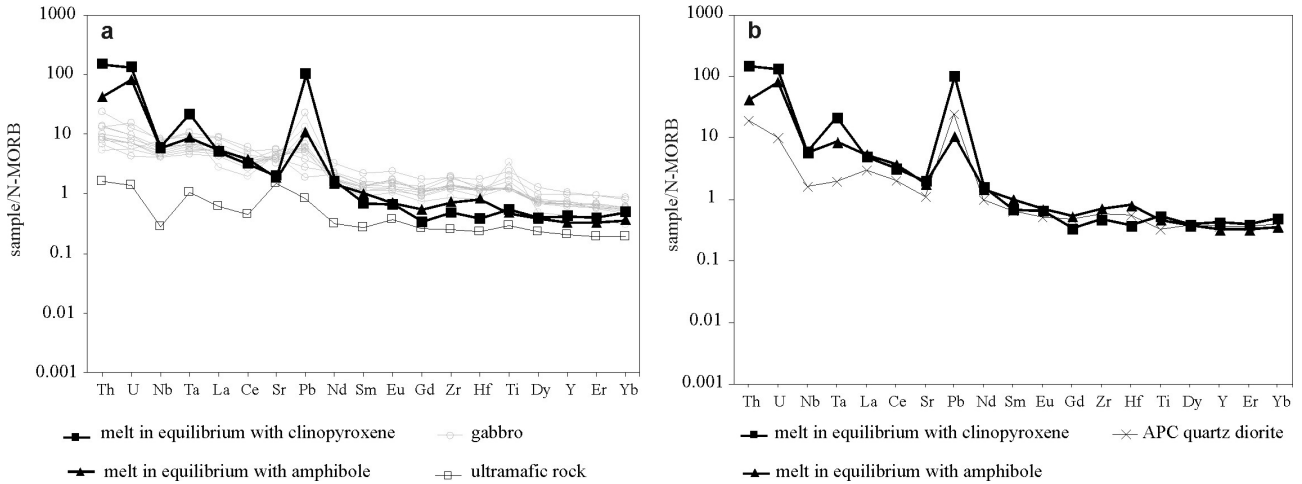 a
sample/N-MORB
1000
100
10
1
0.1
0.01
0.001
Th U Nb Ta La Ce Sr Pb Nd Sm Eu Gd Zr Hf Ti Dy Y Er Yb
melt in equilibrium with clinopyroxene
gabbro
melt in equilibrium with amphibole
ultramafic rock
b
sample/N-MORB
1000
100
10
1
0.1
0.01
0.001
Th U Nb Ta La Ce Sr Pb Nd Sm Eu Gd Zr Hf Ti Dy Y Er Yb
melt in equilibrium with clinopyroxene
APC quartz diorite
melt in equilibrium with amphibole